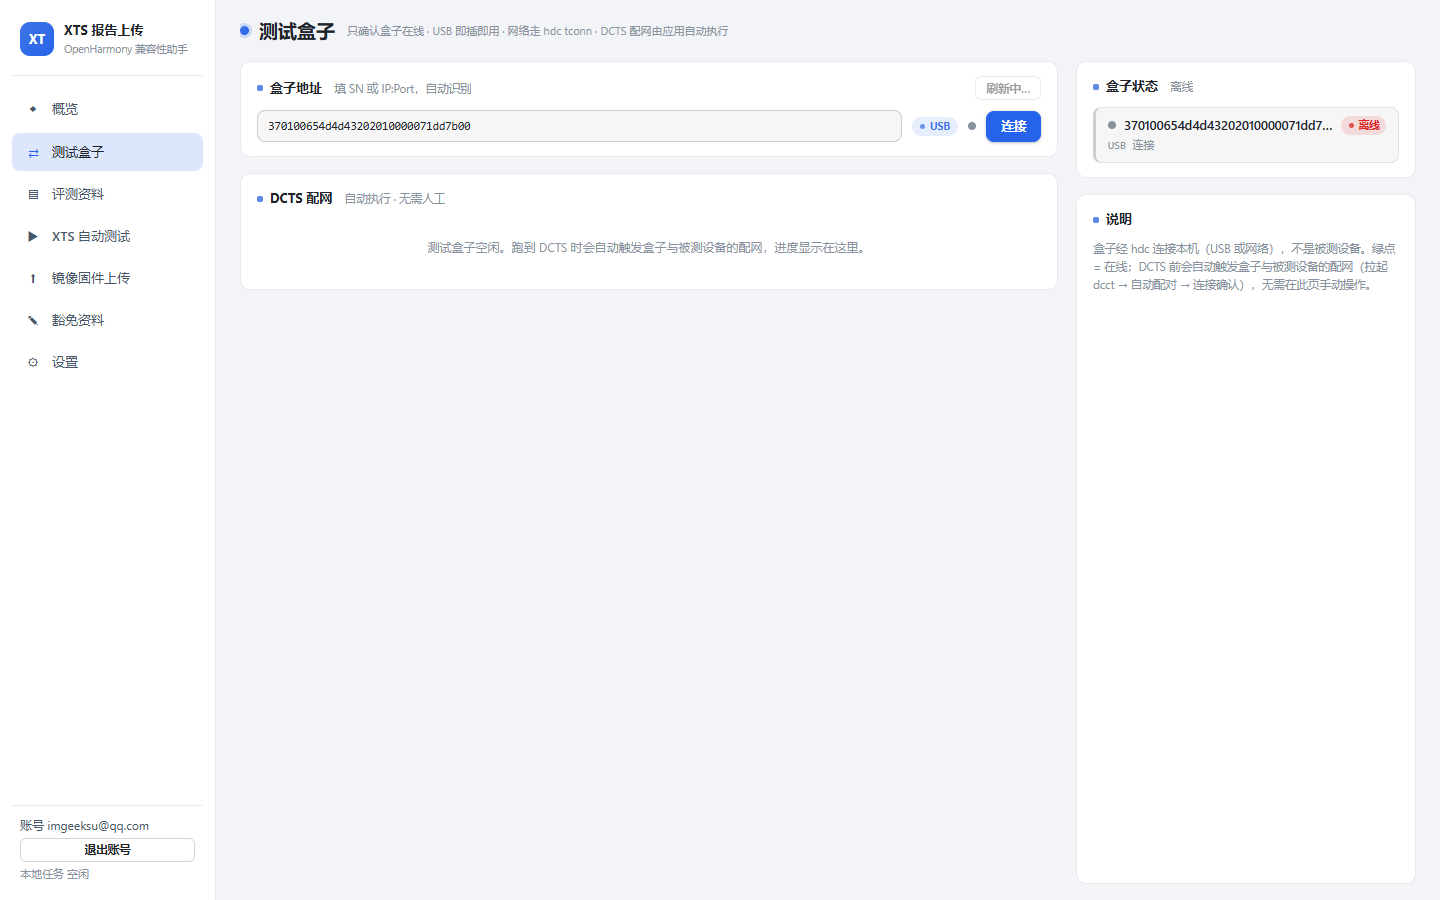 XT
XTS 报告上传
OpenHarmony 兼容性助手
概览
测试盒子
评测资料
XTS 自动测试
镜像固件上传
豁免资料
设置
账号 imgeeksu@qq.com
退出账号
本地任务 空闲
测试盒子 只确认盒子在线 · USB 即插即用 · 网络走 hdc tconn · DCTS 配网由应用自动执行
盒子地址 填 SN 或 IP:Port，自动识别 刷新中...
370100654d4d43202010000071dd7b00 USB 连接
DCTS 配网 自动执行 · 无需人工
测试盒子空闲。跑到 DCTS 时会自动触发盒子与被测设备的配网，进度显示在这里。
盒子状态 离线
370100654d4d43202010000071dd7... 离线
USB 连接
说明
盒子经 hdc 连接本机（USB 或网络），不是被测设备。绿点
= 在线；DCTS 前会自动触发盒子与被测设备的配网（拉起
dcct → 自动配对 → 连接确认），无需在此页手动操作。